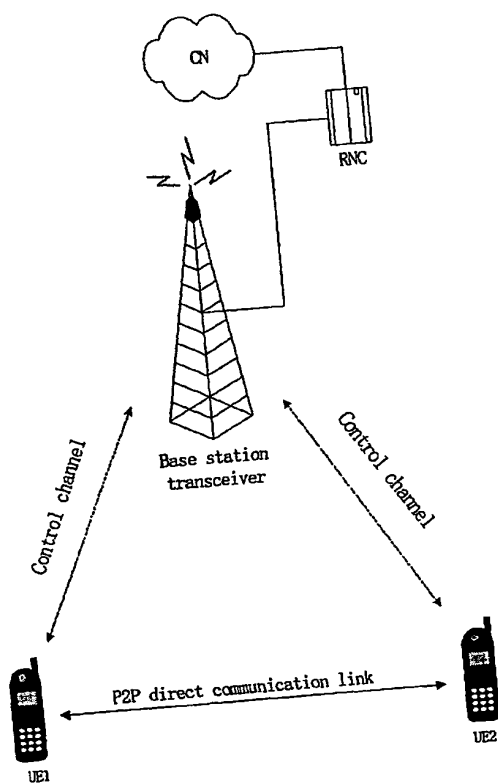 CN
RNC
Base station
transceiver
Control channel
Control channel
P2P direct communication link
UE1
UE2